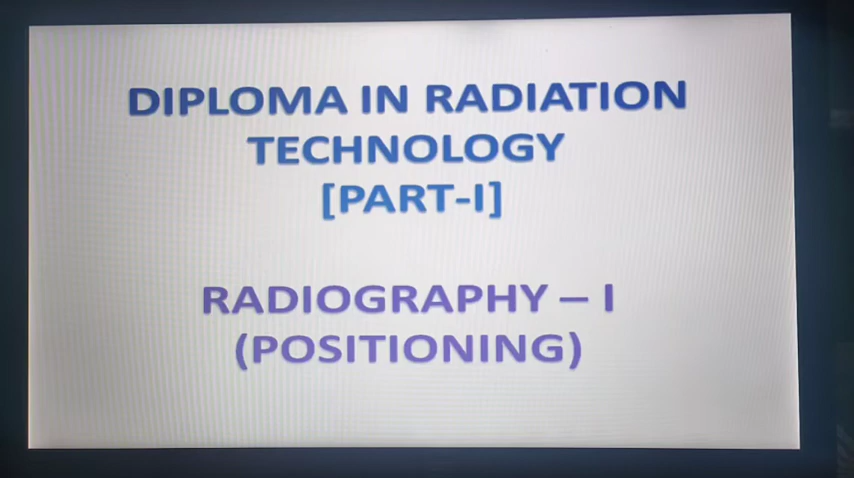 DIPLOMA IN RADIATION
TECHNOLOGY
[PART-I]
RADIOGRAPHY – I
(POSITIONING)